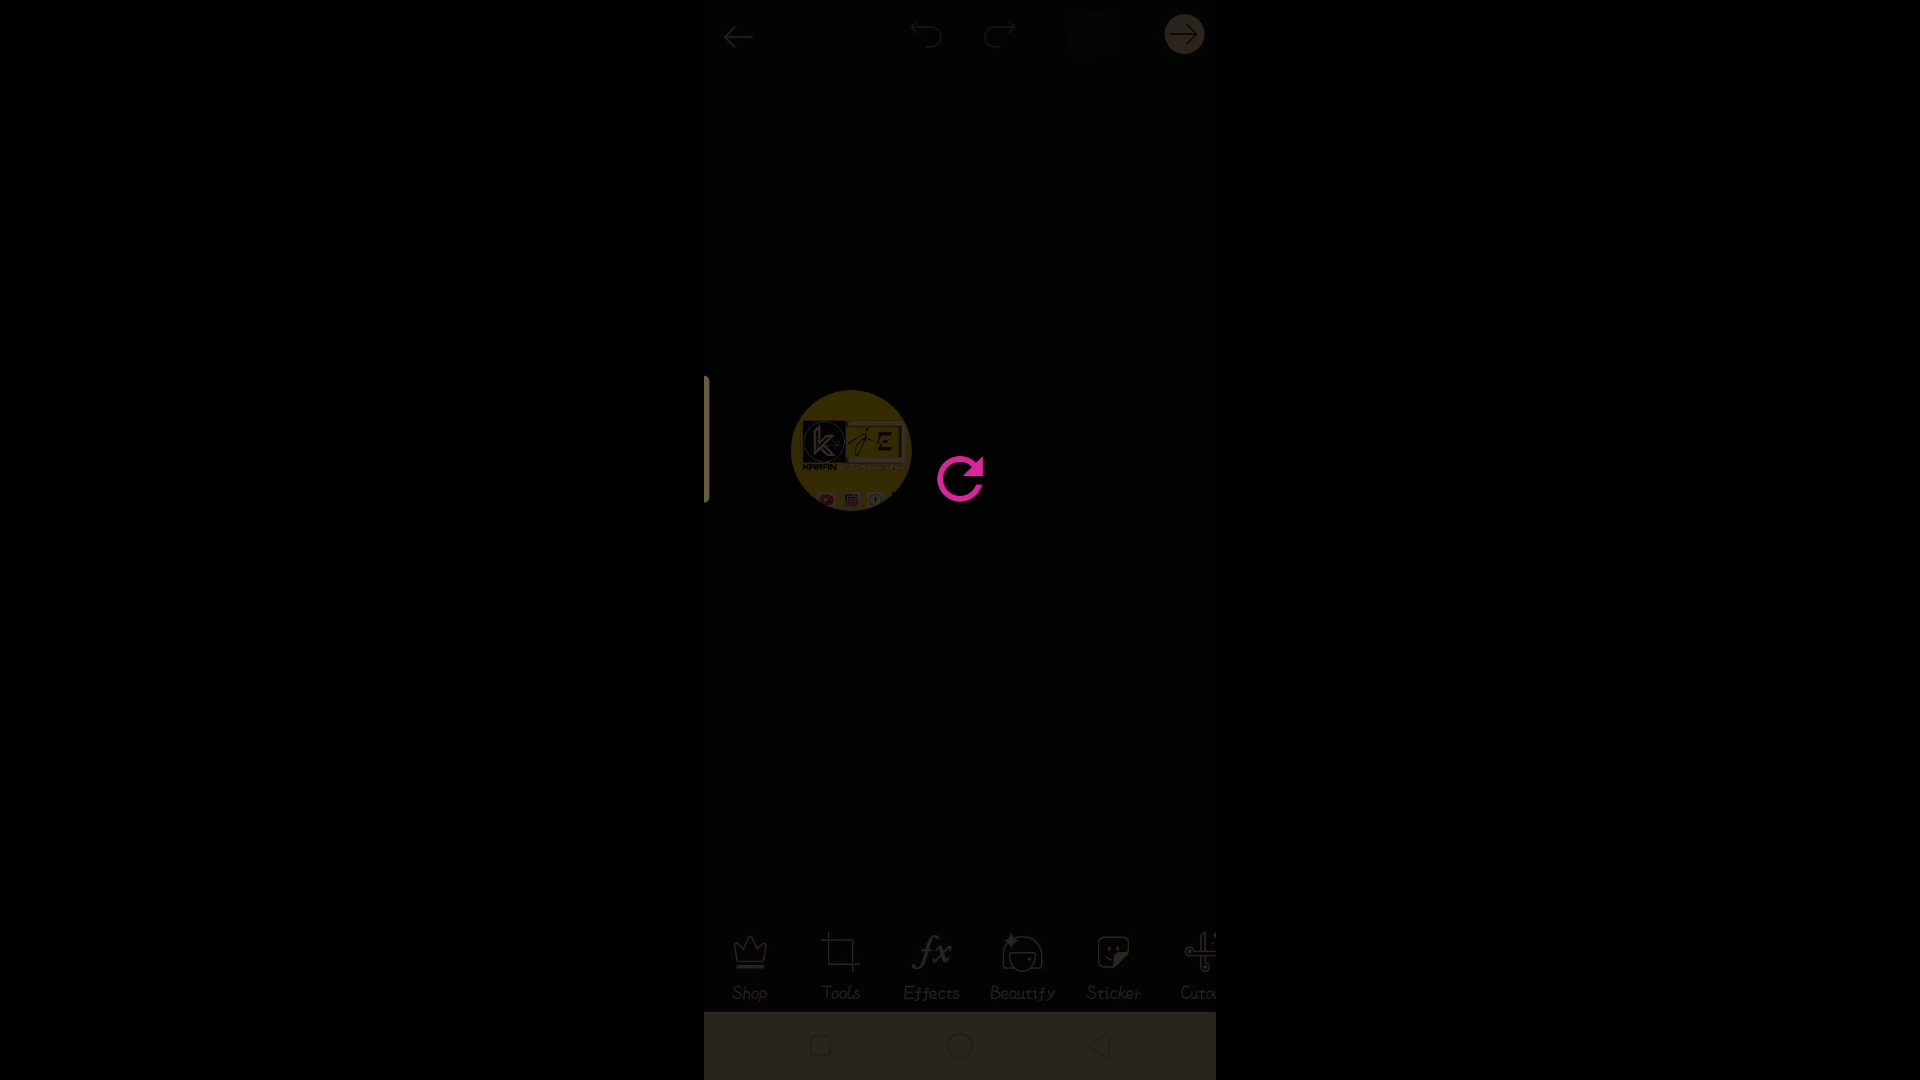 KARAN
Shop
Tools
Effects
Beautify
Sticker